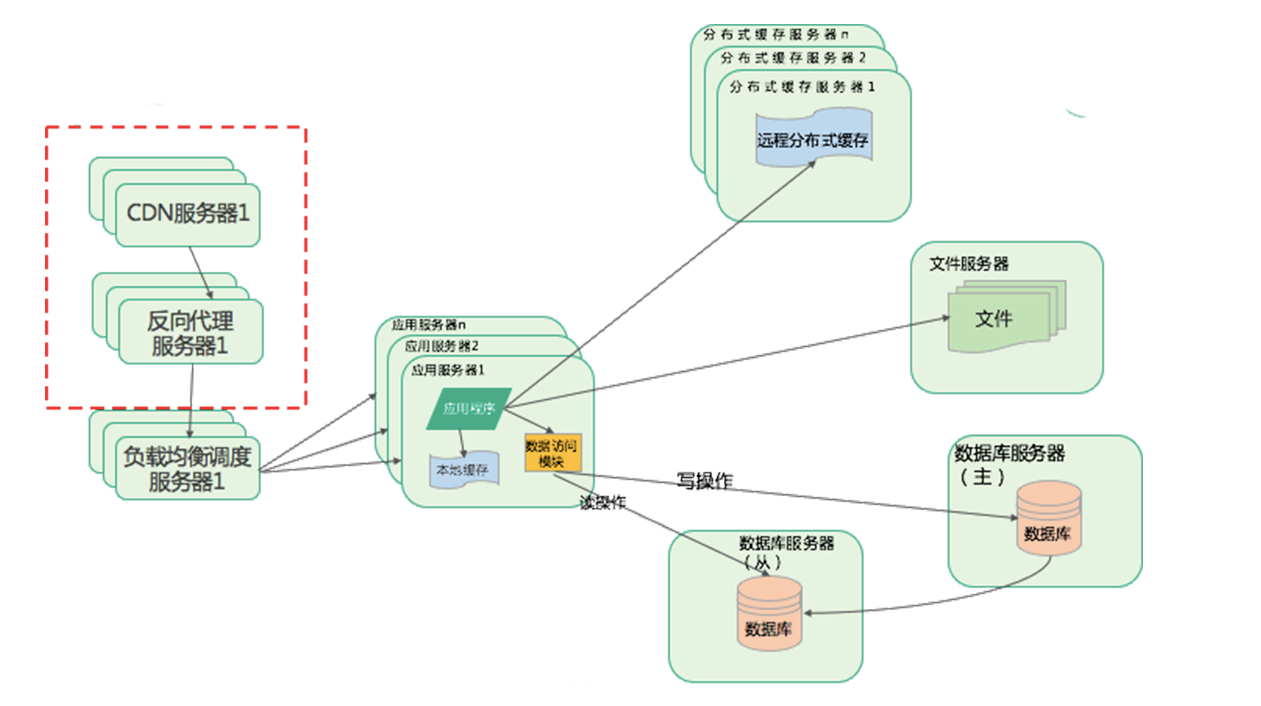 CDN服务器1
反向代理
服务器1
负载均衡调度
服务器1
应用服务器n
应用服务器2
应用服务器1
应用程序
本地缓存
数据访问
模块
分布式缓存服务器n
分布式缓存服务器2
分布式缓存服务器1
远程分布式缓存
文件服务器
文件
写操作
读操作
数据库服务器
（主）
数据库
数据库服务器
（从）
数据库